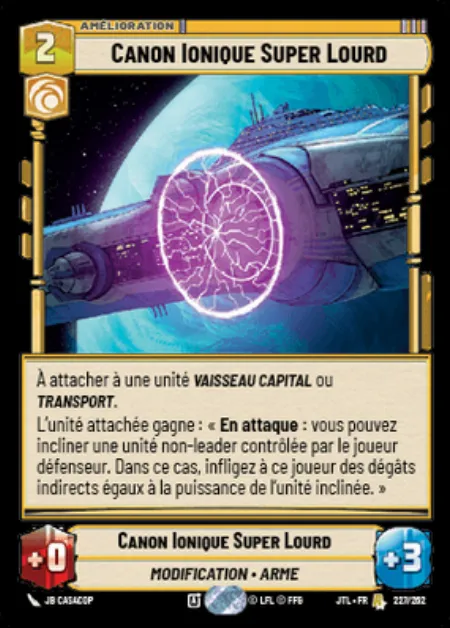 AMÉLIORATION
2
CANON IONIQUE SUPER LOURD
À attacher à une unité VAISSEAU CAPITAL ou
TRANSPORT.
L'unité attachée gagne : « En attaque : vous pouvez
incliner une unité non-leader contrôlée par le joueur
défenseur. Dans ce cas, infligez à ce joueur des dégâts
indirects égaux à la puissance de l'unité inclinée. »
+0
CANON IONIQUE SUPER LOURD
+3
MODIFICATION • ARME
JB CASACOP
© LFL © FFG
JTL • FR
227/262